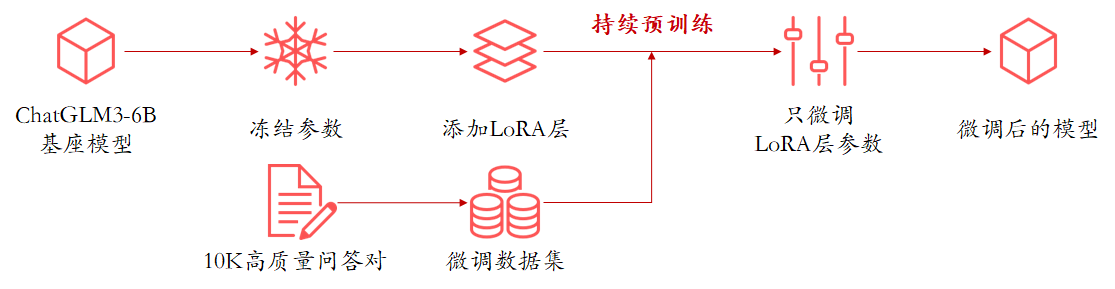 持续预训练
ChatGLM3-6B
基座模型
冻结参数
添加LoRA层
只微调
LoRA层参数
微调后的模型
10K高质量问答对
微调数据集